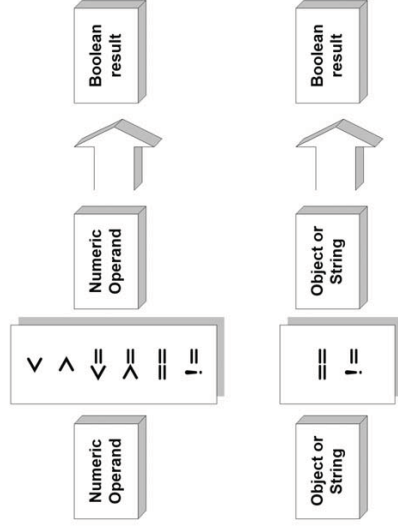 Numeric
Operand
<
>
<=
>=
==
!=
Numeric
Operand
Boolean
result
Object or
String
==
!=
Object or
String
Boolean
result